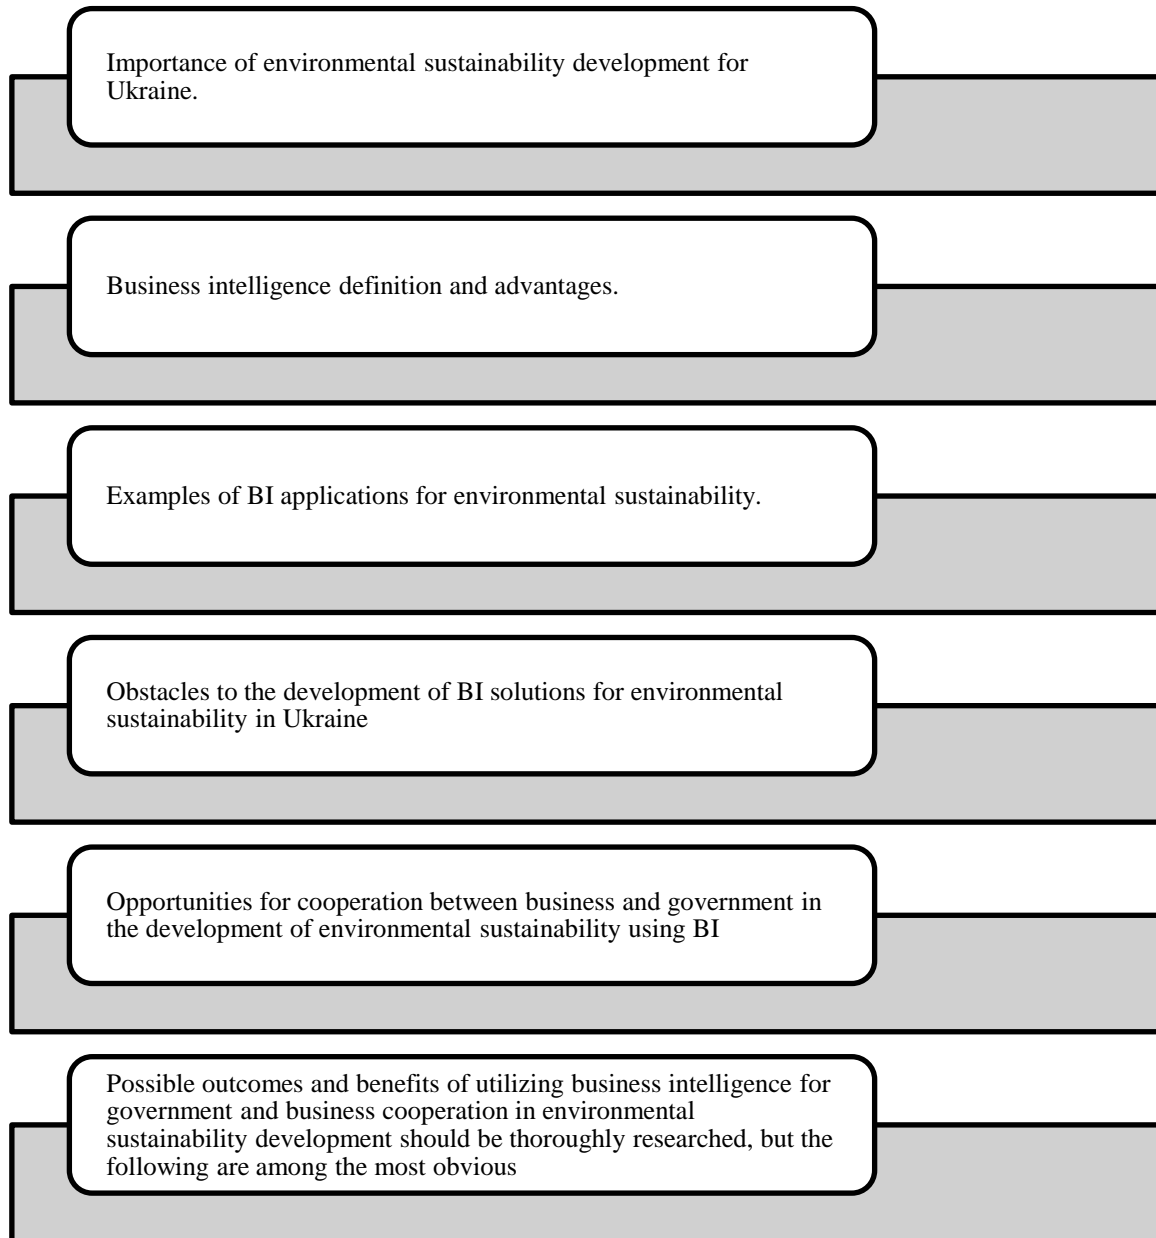 Importance of environmental sustainability development for
Ukraine.
Business intelligence definition and advantages.
Examples of BI applications for environmental sustainability.
Obstacles to the development of BI solutions for environmental
sustainability in Ukraine
Opportunities for cooperation between business and government in
the development of environmental sustainability using BI
Possible outcomes and benefits of utilizing business intelligence for
government and business cooperation in environmental
sustainability development should be thoroughly researched, but the
following are among the most obvious